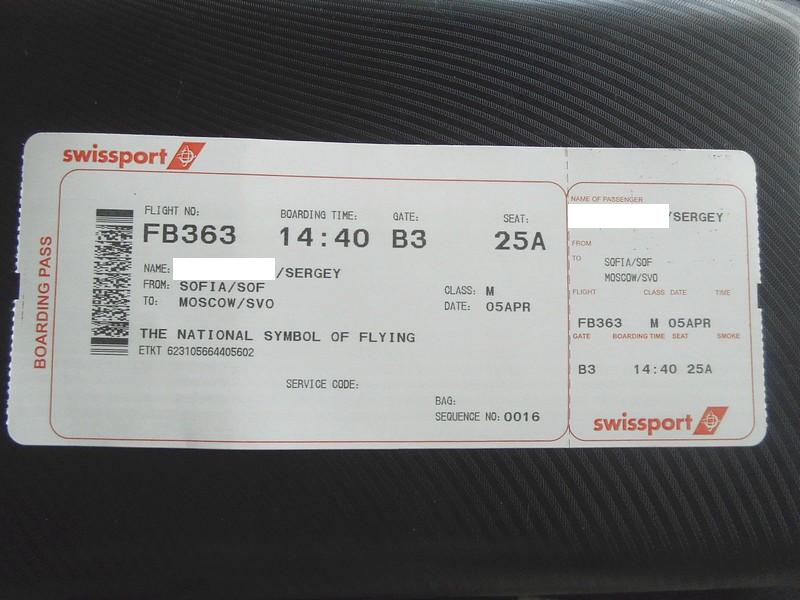 swissport
BOARDING PASS
FLIGHT NO: BOARDING TIME: GATE: SEAT:
FB363 14:40 B3 25A
NAME: /SERGEY
FROM: SOFIA/SOF CLASS: M
TO: MOSCOW/SVO DATE: 05APR
THE NATIONAL SYMBOL OF FLYING
ETKT 623105664405602
SERVICE CODE:
BAG:
SEQUENCE NO: 0016
NAME OF PASSENGER
/SERGEY
FROM
TO SOFIA/SOF
MOSCOW/SVO
FLIGHT CLASS DATE TIME
FB363 M 05APR
GATE BOARDING TIME SEAT SMOKE
B3 14:40 25A
swissport